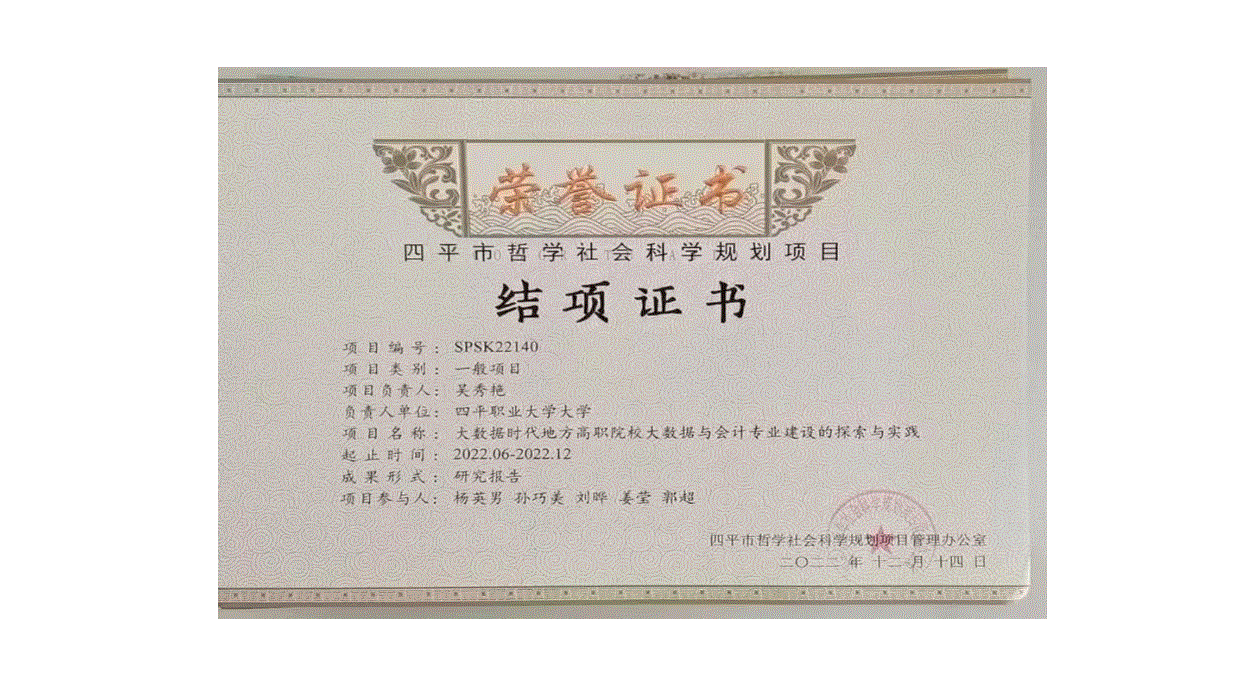 荣誉证书
四平市哲学社会科学规划项目
结项证书
项目编号：SPSK22140
项目类别：一般项目
项目负责人：吴秀艳
负责人单位：四平职业大学大学
项目名称：大数据时代地方高职院校大数据与会计专业建设的探索与实践
起止时间：2022.06-2022.12
成果形式：研究报告
项目参与人：杨英男 孙巧美 刘晔 姜莹 郭超
四平市哲学社会科学规划项目管理办公室
二〇二二年十二月十四日